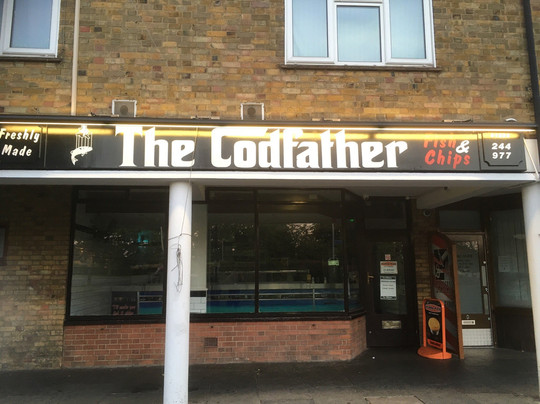 Freshly
Made
The Codfather
Fish
&
Chips
244
977